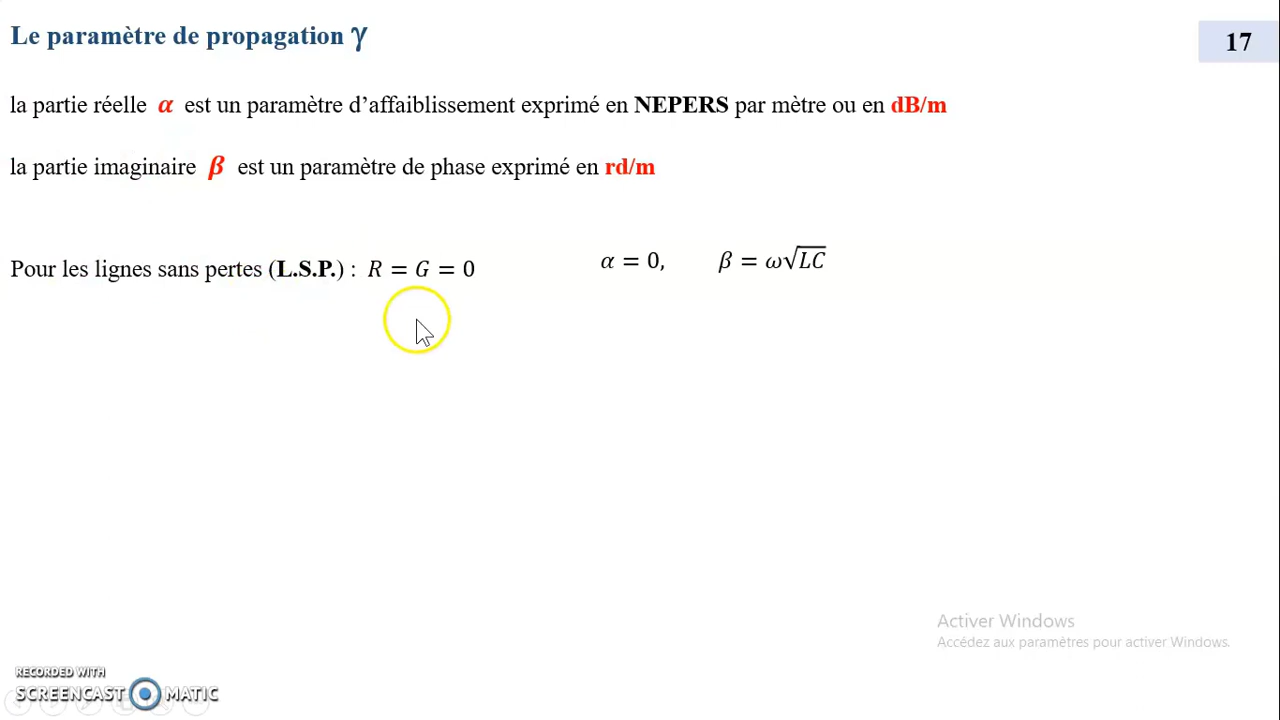 Le paramètre de propagation γ
17
la partie réelle α est un paramètre d’affaiblissement exprimé en NEPERS par mètre ou en dB/m
la partie imaginaire β est un paramètre de phase exprimé en rd/m
Pour les lignes sans pertes (L.S.P.) : R = G = 0 α = 0, β = ω√LC
Activer Windows
Accédez aux paramètres pour activer Windows.
RECORDED WITH
SCREENCAST MATIC